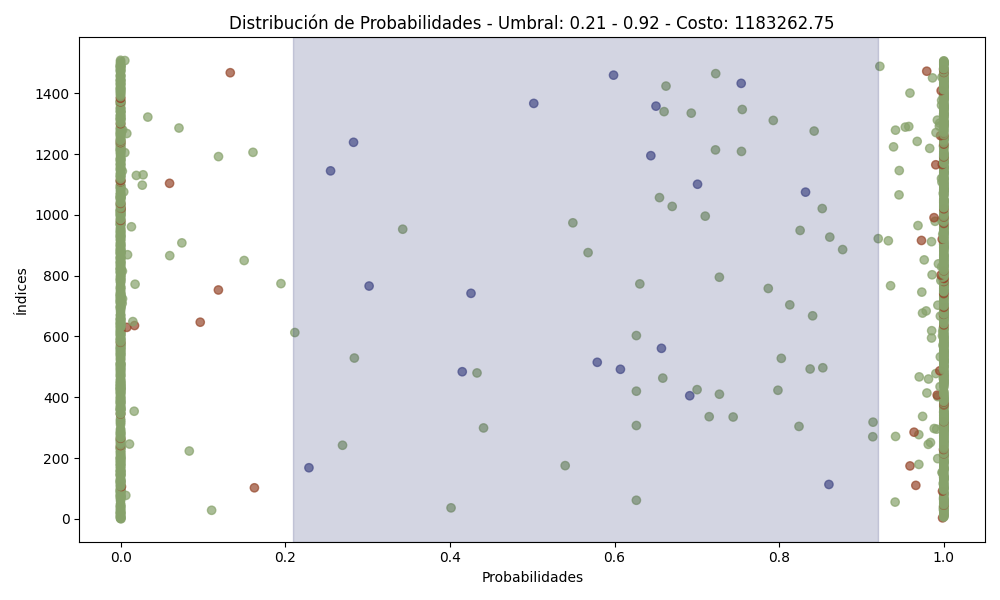 Distribución de Probabilidades - Umbral: 0.21 - 0.92 - Costo: 1183262.75
Índices
1400
1200
1000
800
600
400
200
0
0.0 0.2 0.4 0.6 0.8 1.0
Probabilidades